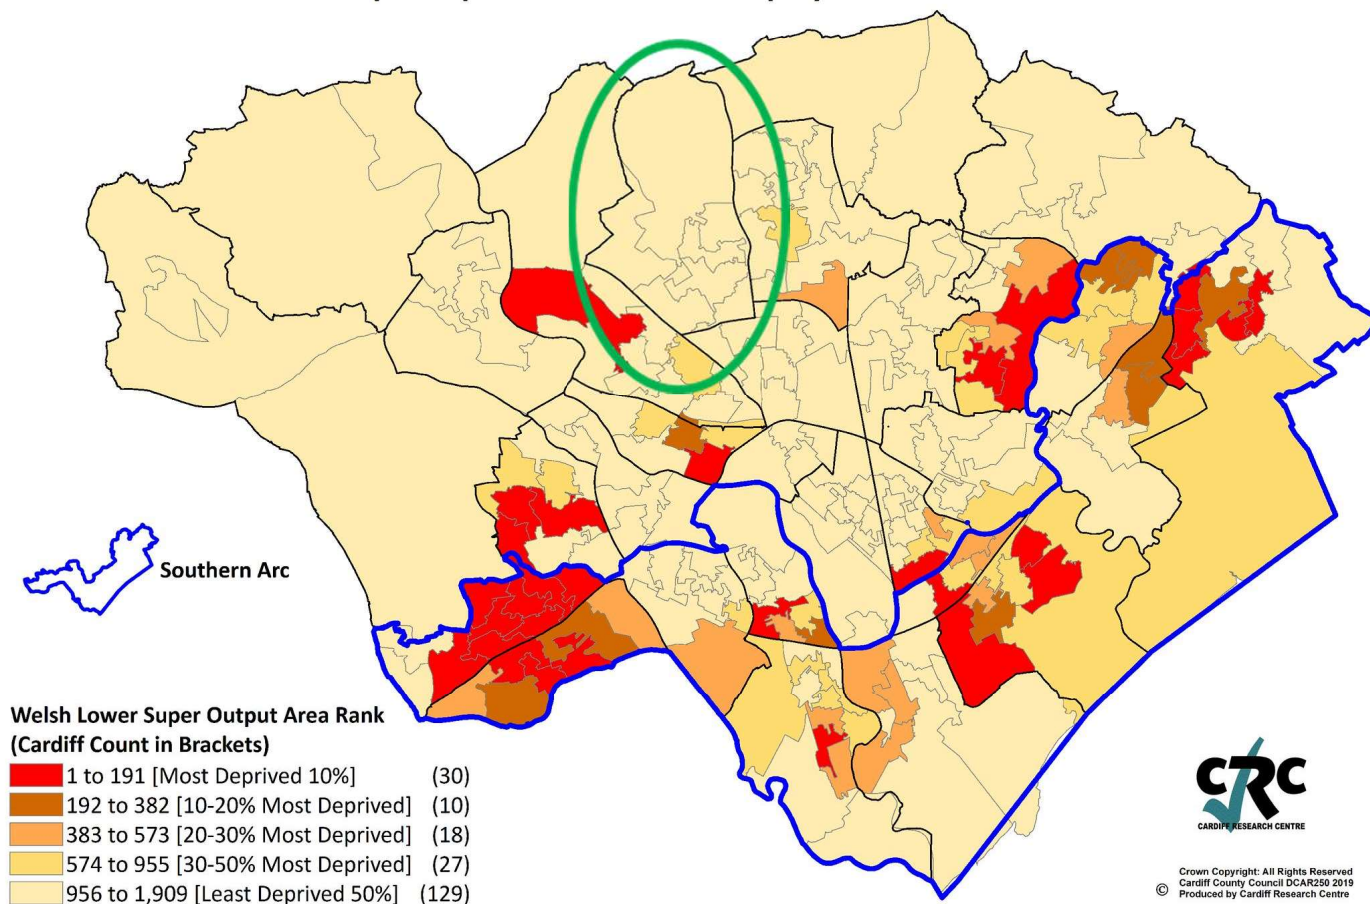 Southern Arc
Welsh Lower Super Output Area Rank
(Cardiff Count in Brackets)
1 to 191 [Most Deprived 10%] (30)
192 to 382 [10-20% Most Deprived] (10)
383 to 573 [20-30% Most Deprived] (18)
574 to 955 [30-50% Most Deprived] (27)
956 to 1,909 [Least Deprived 50%] (129)
CRC
CARDIFF RESEARCH CENTRE
Crown Copyright: All Rights Reserved
Cardiff County Council DCAR250 2019
© Produced by Cardiff Research Centre